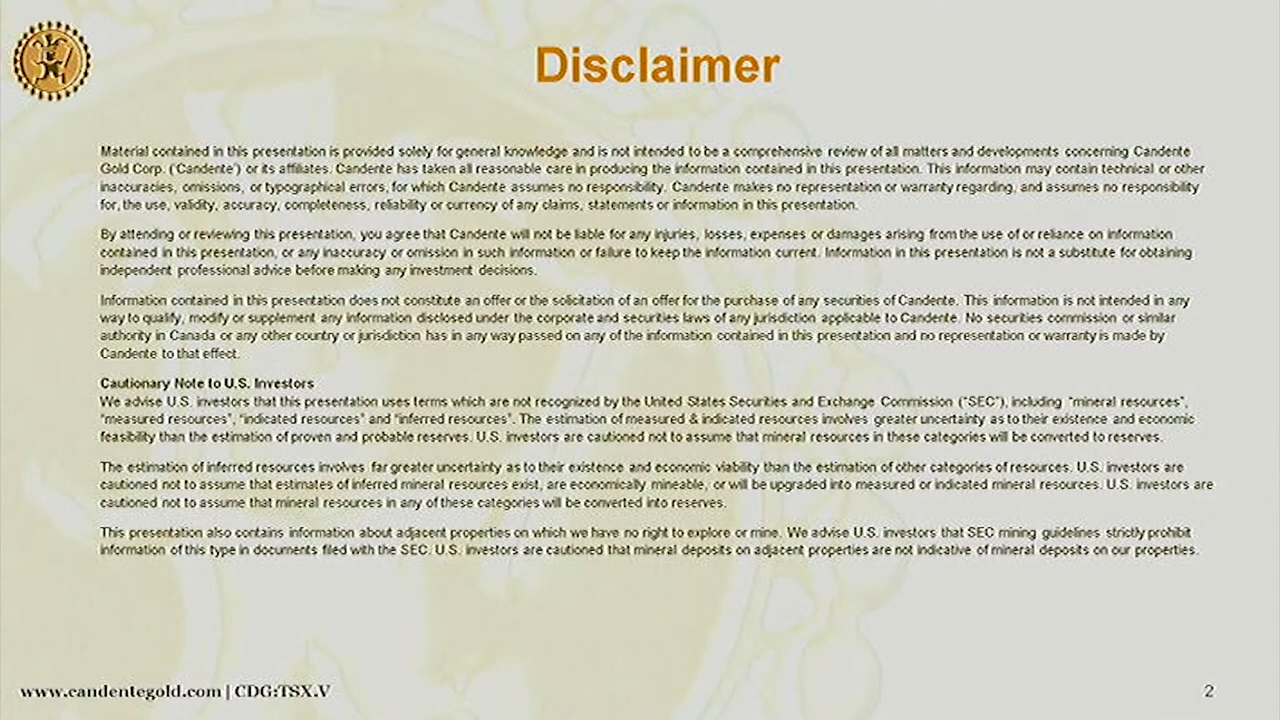 Disclaimer
Material contained in this presentation is provided solely for general knowledge and is not intended to be a comprehensive review of all matters and developments concerning Candente
Gold Corp. ('Candente') or its affiliates. Candente has taken all reasonable care in producing the information contained in this presentation. This information may contain technical or other
inaccuracies, omissions, or typographical errors, for which Candente assumes no responsibility. Candente makes no representation or warranty regarding, and assumes no responsibility
for, the use, validity, accuracy, completeness, reliability or currency of any claims, statements or information in this presentation.
By attending or reviewing this presentation, you agree that Candente will not be liable for any injuries, losses, expenses or damages arising from the use of or reliance on information
contained in this presentation, or any inaccuracy or omission in such information or failure to keep the information current. Information in this presentation is not a substitute for obtaining
independent professional advice before making any investment decisions.
Information contained in this presentation does not constitute an offer or the solicitation of an offer for the purchase of any securities of Candente. This information is not intended in any
way to qualify, modify or supplement any information disclosed under the corporate and securities laws of any jurisdiction applicable to Candente. No securities commission or similar
authority in Canada or any other country or jurisdiction has in any way passed on any of the information contained in this presentation and no representation or warranty is made by
Candente to that effect.
Cautionary Note to U.S. Investors
We advise U.S. investors that this presentation uses terms which are not recognized by the United States Securities and Exchange Commission ("SEC"), including "mineral resources",
"measured resources", "indicated resources" and "inferred resources". The estimation of measured & indicated resources involves greater uncertainty as to their existence and economic
feasibility than the estimation of proven and probable reserves. U.S. investors are cautioned not to assume that mineral resources in these categories will be converted to reserves.
The estimation of inferred resources involves far greater uncertainty as to their existence and economic viability than the estimation of other categories of resources. U.S. investors are
cautioned not to assume that estimates of inferred mineral resources exist, are economically mineable, or will be upgraded into measured or indicated mineral resources. U.S. investors are
cautioned not to assume that mineral resources in any of these categories will be converted into reserves.
This presentation also contains information about adjacent properties on which we have no right to explore or mine. We advise U.S. investors that SEC mining guidelines strictly prohibit
information of this type in documents filed with the SEC. U.S. investors are cautioned that mineral deposits on adjacent properties are not indicative of mineral deposits on our properties.
www.candentegold.com | CDG:TSX.V
2